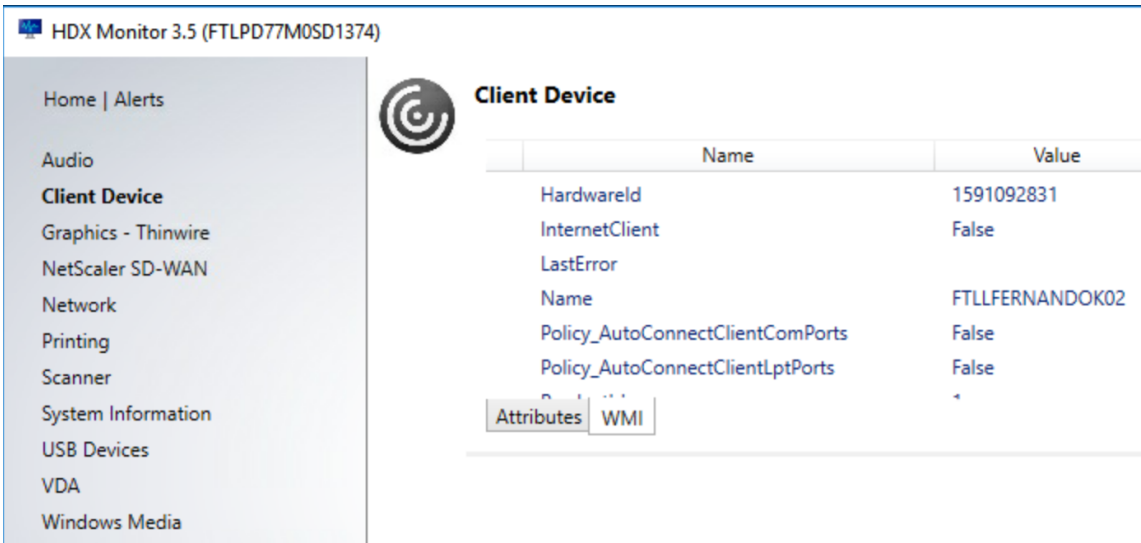 HDX Monitor 3.5 (FTLPD77M0SD1374)
Home | Alerts
Audio
Client Device
Graphics - Thinwire
NetScaler SD-WAN
Network
Printing
Scanner
System Information
USB Devices
VDA
Windows Media
Client Device
Name Value
HardwareId 1591092831
InternetClient False
LastError
Name FTLLFERNANDOK02
Policy_AutoConnectClientComPorts False
Policy_AutoConnectClientLptPorts False
Attributes WMI